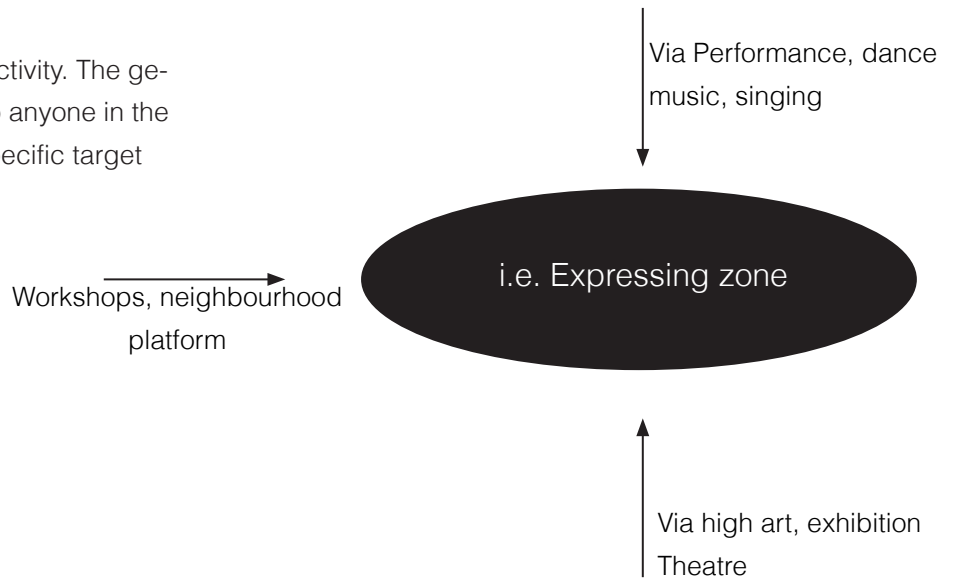 ctivity. The ge-
anyone in the
ecific target
Via Performance, dance
music, singing
i.e. Expressing zone
Workshops, neighbourhood
platform
Via high art, exhibition
Theatre